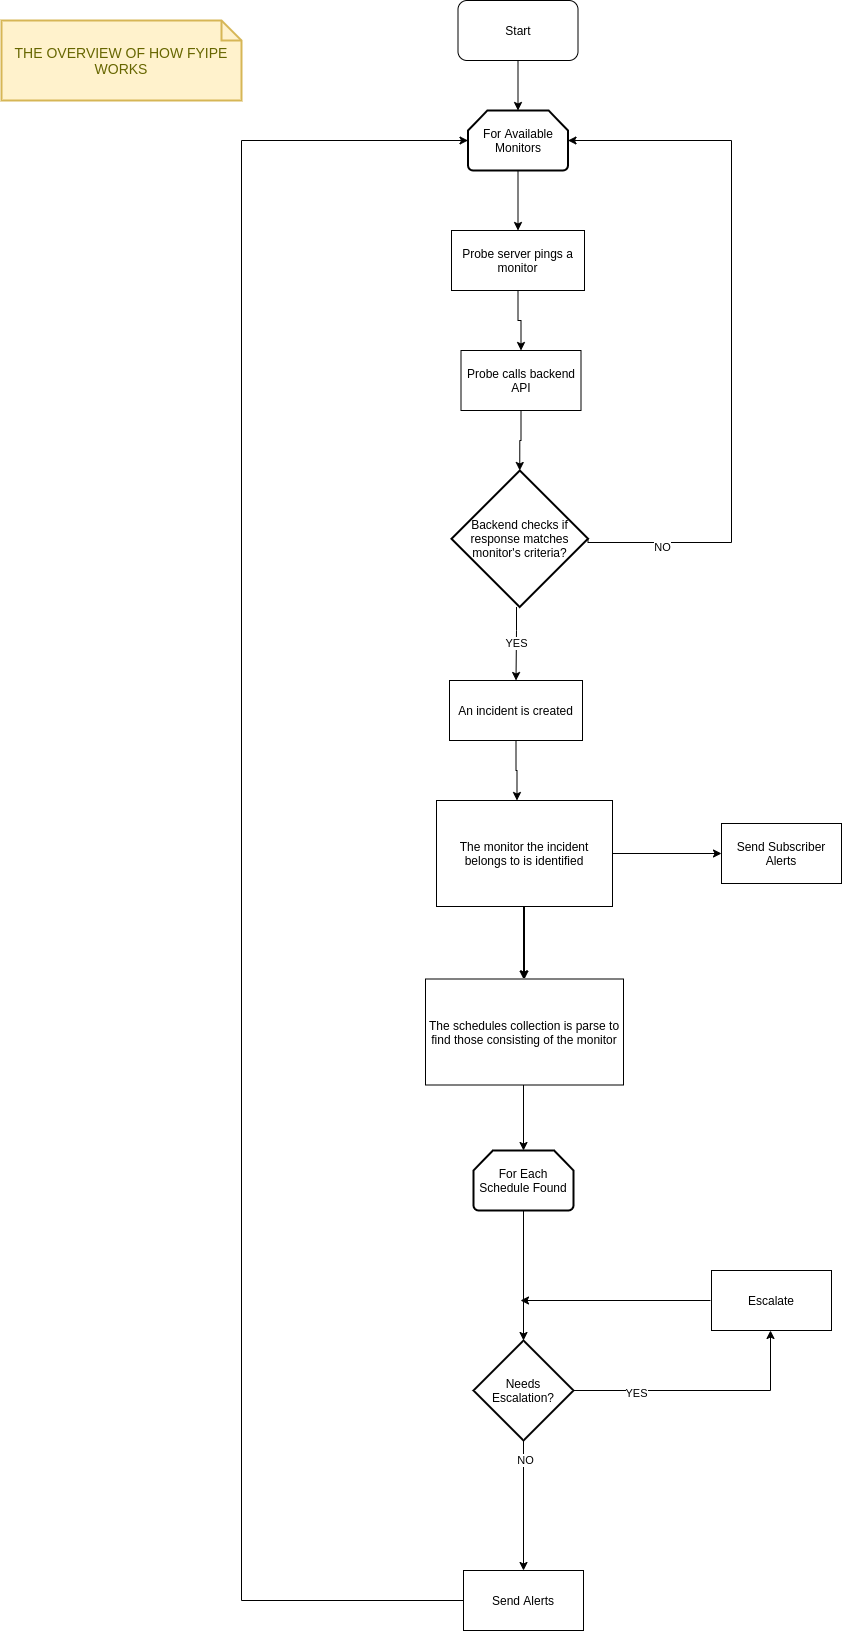 THE OVERVIEW OF HOW FYIPE
WORKS
Start
For Available
Monitors
Probe server pings a
monitor
Probe calls backend
API
Backend checks if
response matches
monitor's criteria?
NO
YES
An incident is created
The monitor the incident
belongs to is identified
Send Subscriber
Alerts
The schedules collection is parse to
find those consisting of the monitor
For Each
Schedule Found
Escalate
Needs
Escalation?
YES
NO
Send Alerts